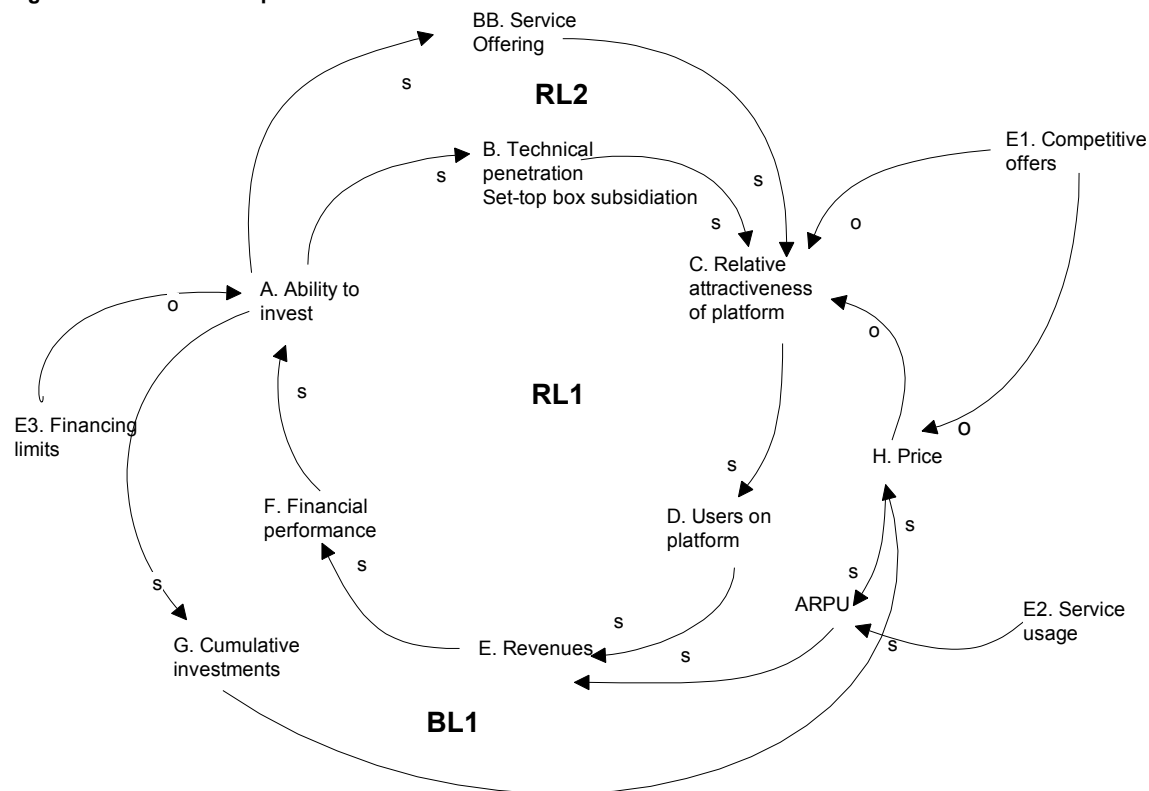 BB. Service
Offering
s
RL2
E1. Competitive
offers
B. Technical
penetration
Set-top box subsidiation
s
s
s
o
C. Relative
attractiveness
of platform
A. Ability to
invest
o
o
RL1
s
E3. Financing
limits
o
H. Price
s
F. Financial
performance
D. Users on
platform
s
s
s
s
ARPU
E2. Service
usage
s
G. Cumulative
investments
E. Revenues
s
s
s
BL1